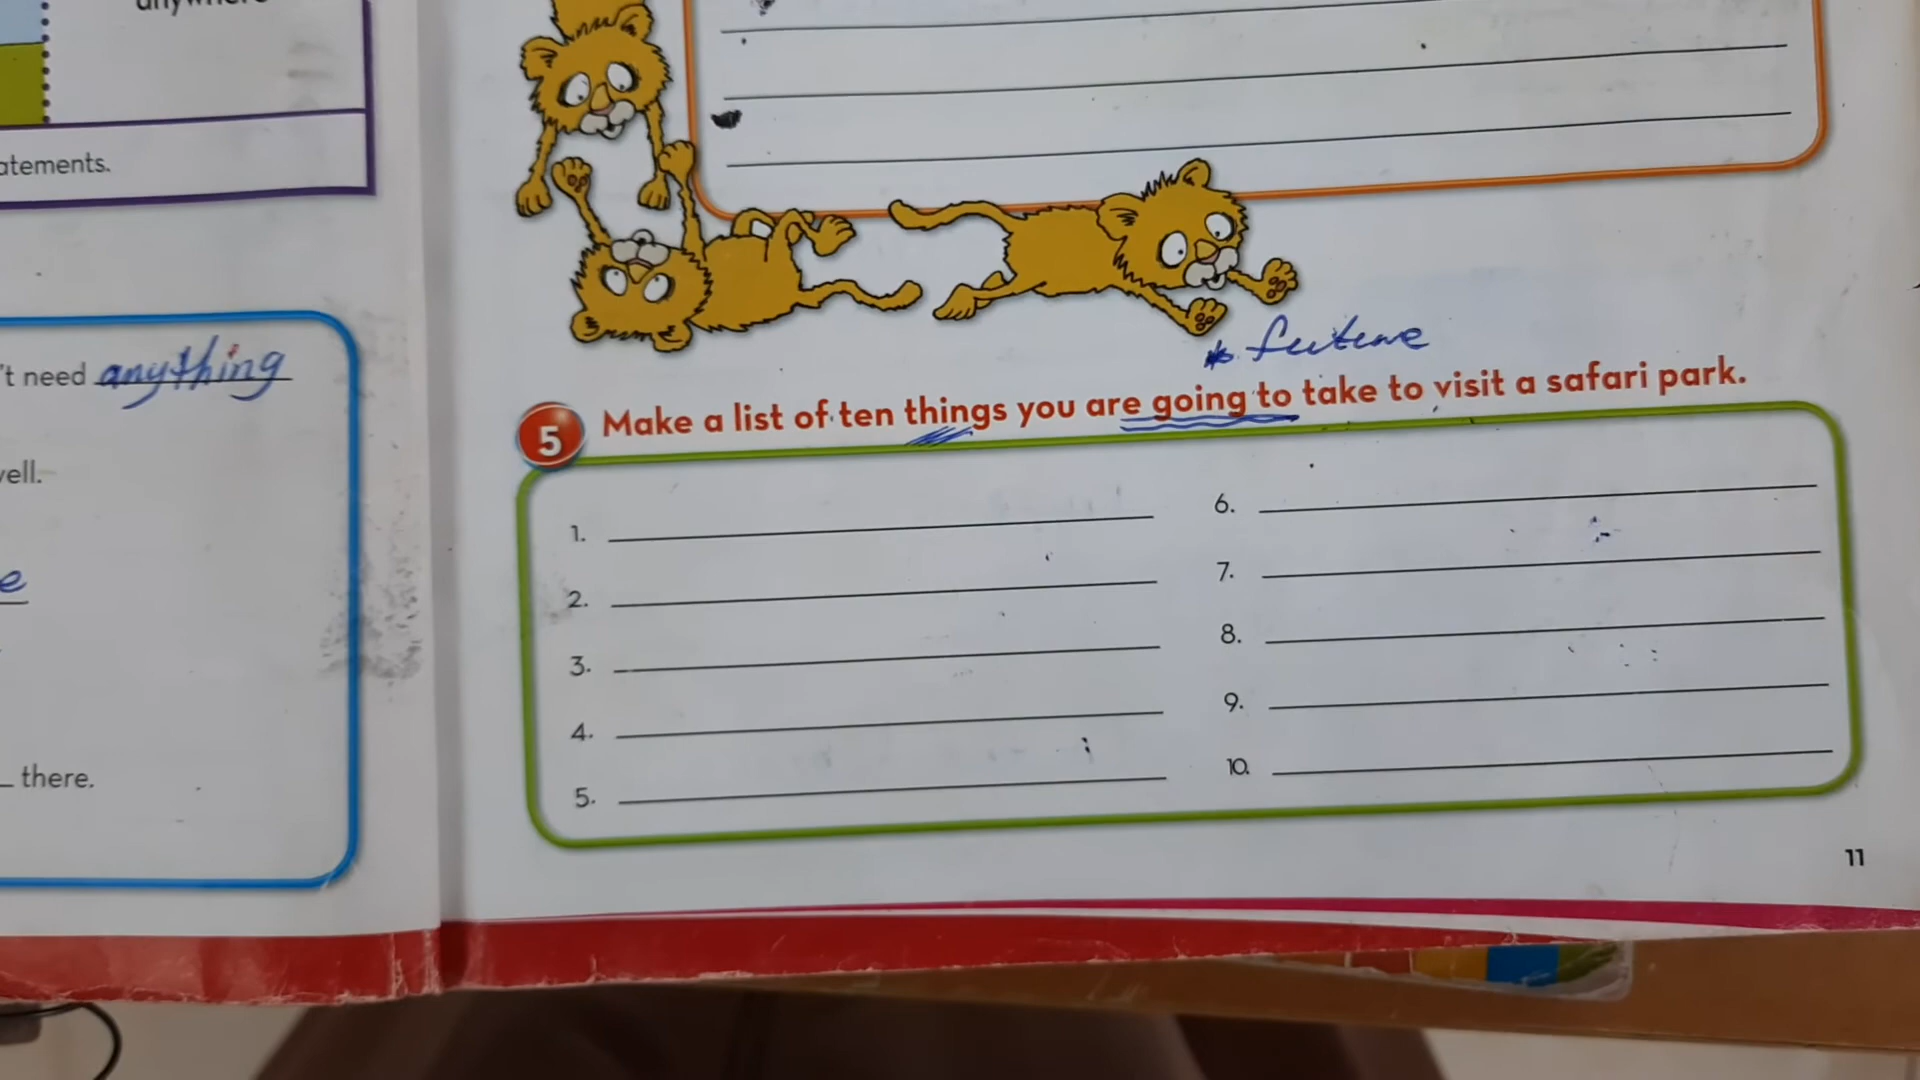 atements.
't need anything
vell.
e
there.
* future
5 Make a list of ten things you are going to take to visit a safari park.
1.
2.
3.
4.
5.
6.
7.
8.
9.
10.
11